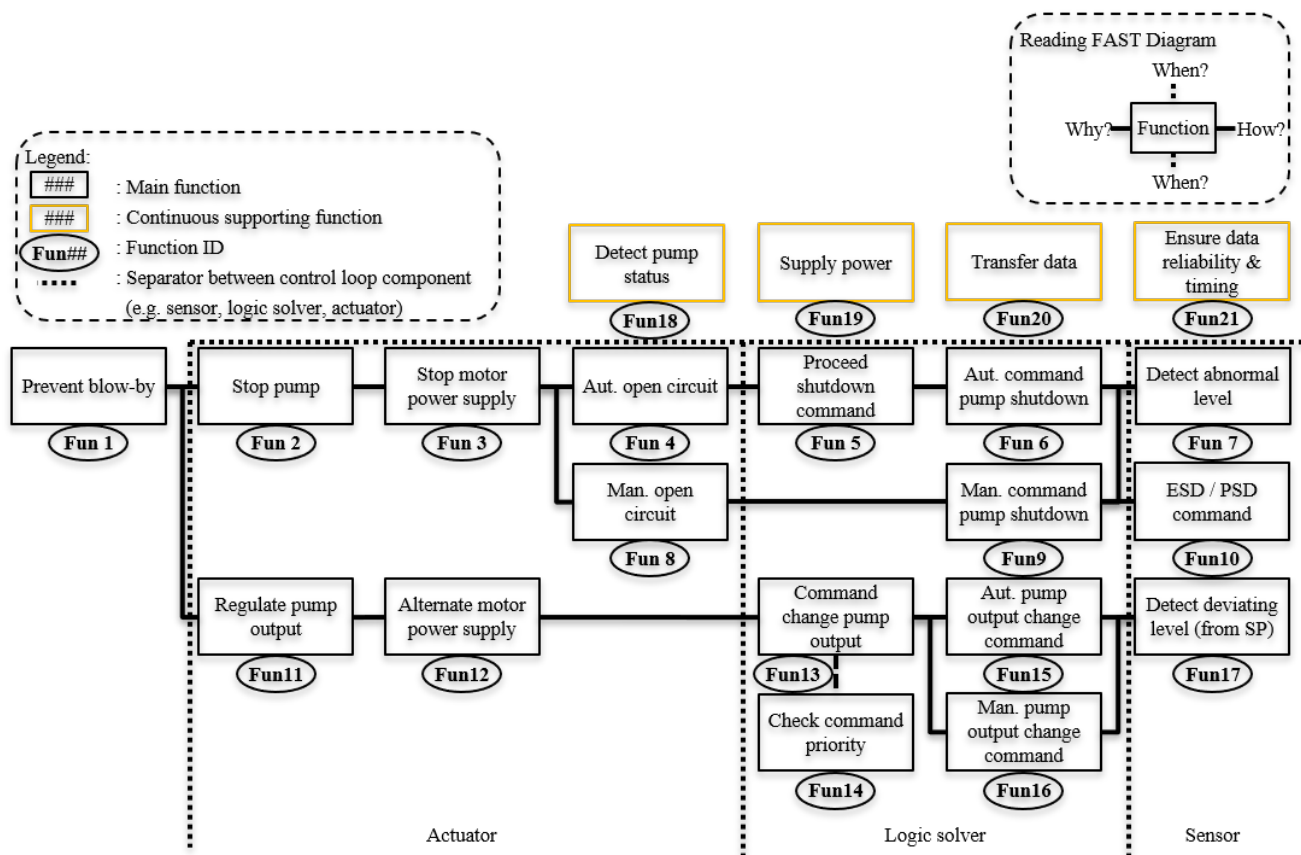 Reading FAST Diagram
When?
Why?
Function
How?
When?
Legend:
###
: Main function
###
: Continuous supporting function
Fun##
: Function ID
: Separator between control loop component
(e.g. sensor, logic solver, actuator)
Detect pump
status
Fun18
Supply power
Fun19
Transfer data
Fun20
Ensure data
reliability &
timing
Fun21
Prevent blow-by
Fun 1
Stop pump
Fun 2
Stop motor
power supply
Fun 3
Aut. open circuit
Fun 4
Proceed
shutdown
command
Fun 5
Aut. command
pump shutdown
Fun 6
Detect abnormal
level
Fun 7
Man. open
circuit
Fun 8
Man. command
pump shutdown
Fun9
ESD / PSD
command
Fun10
Regulate pump
output
Fun11
Alternate motor
power supply
Fun12
Command
change pump
output
Fun13
Aut. pump
output change
command
Fun15
Detect deviating
level (from SP)
Fun17
Check command
priority
Fun14
Man. pump
output change
command
Fun16
Actuator
Logic solver
Sensor